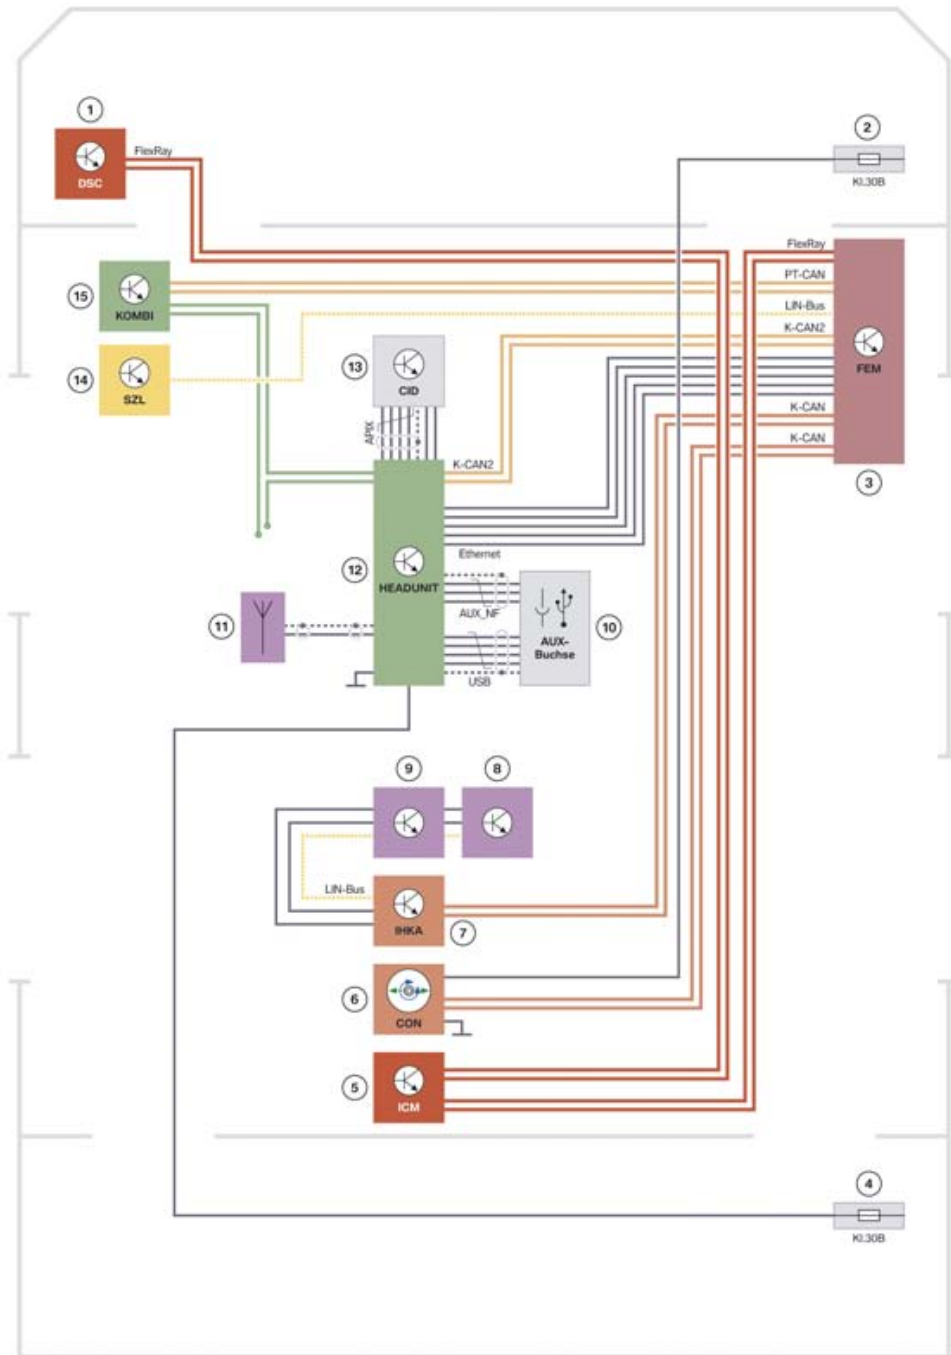 1
2
FlexRay
DSC
Kl.30B
FlexRay
PT-CAN
15
KOMBI
LIN-Bus
K-CAN2
13
CID
FEM
14
SZL
K-CAN
APIX
K-CAN
K-CAN2
3
Ethernet
12
HEADUNIT
AUX_NF
11
10
AUX-
Buchse
USB
9
8
LIN-Bus
IHKA
7
6
CON
5
ICM
4
Kl.30B